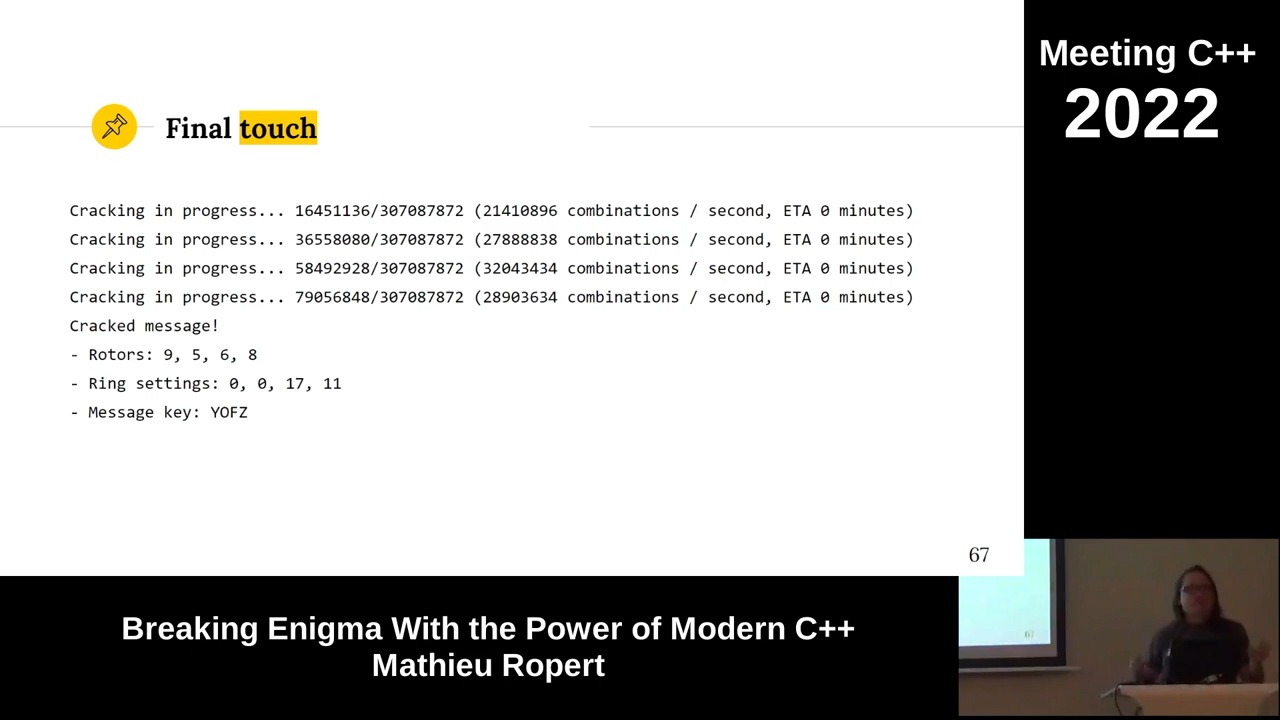 Meeting C++
2022
Final touch
Cracking in progress... 16451136/307087872 (21410896 combinations / second, ETA 0 minutes)
Cracking in progress... 36558080/307087872 (27888838 combinations / second, ETA 0 minutes)
Cracking in progress... 58492928/307087872 (32043434 combinations / second, ETA 0 minutes)
Cracking in progress... 79056848/307087872 (28903634 combinations / second, ETA 0 minutes)
Cracked message!
- Rotors: 9, 5, 6, 8
- Ring settings: 0, 0, 17, 11
- Message key: YOFZ
67
67
Breaking Enigma With the Power of Modern C++
Mathieu Ropert